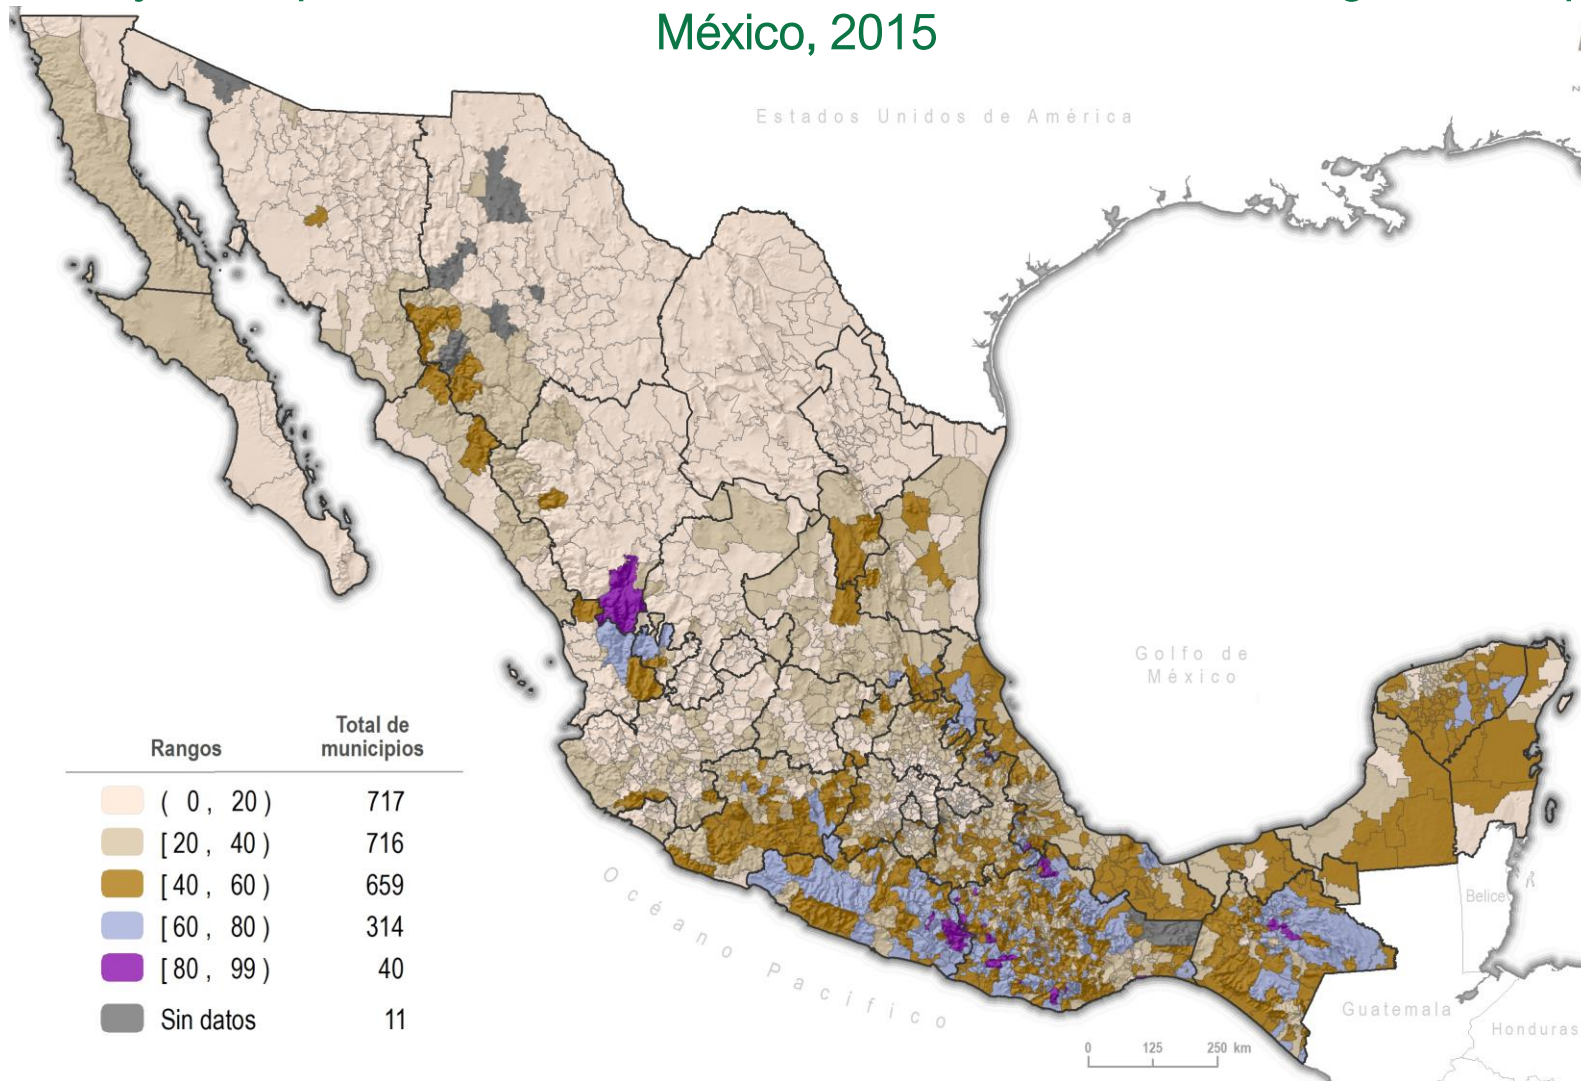 México, 2015
Estados Unidos de América
Golfo de
México
Total de
Rangos municipios
( 0 , 20 ) 717
[ 20 , 40 ) 716
[ 40 , 60 ) 659
[ 60 , 80 ) 314
[ 80 , 99 ) 40
Sin datos 11
Océano Pacífico
Belice
Guatemala
Honduras
0 125 250 km